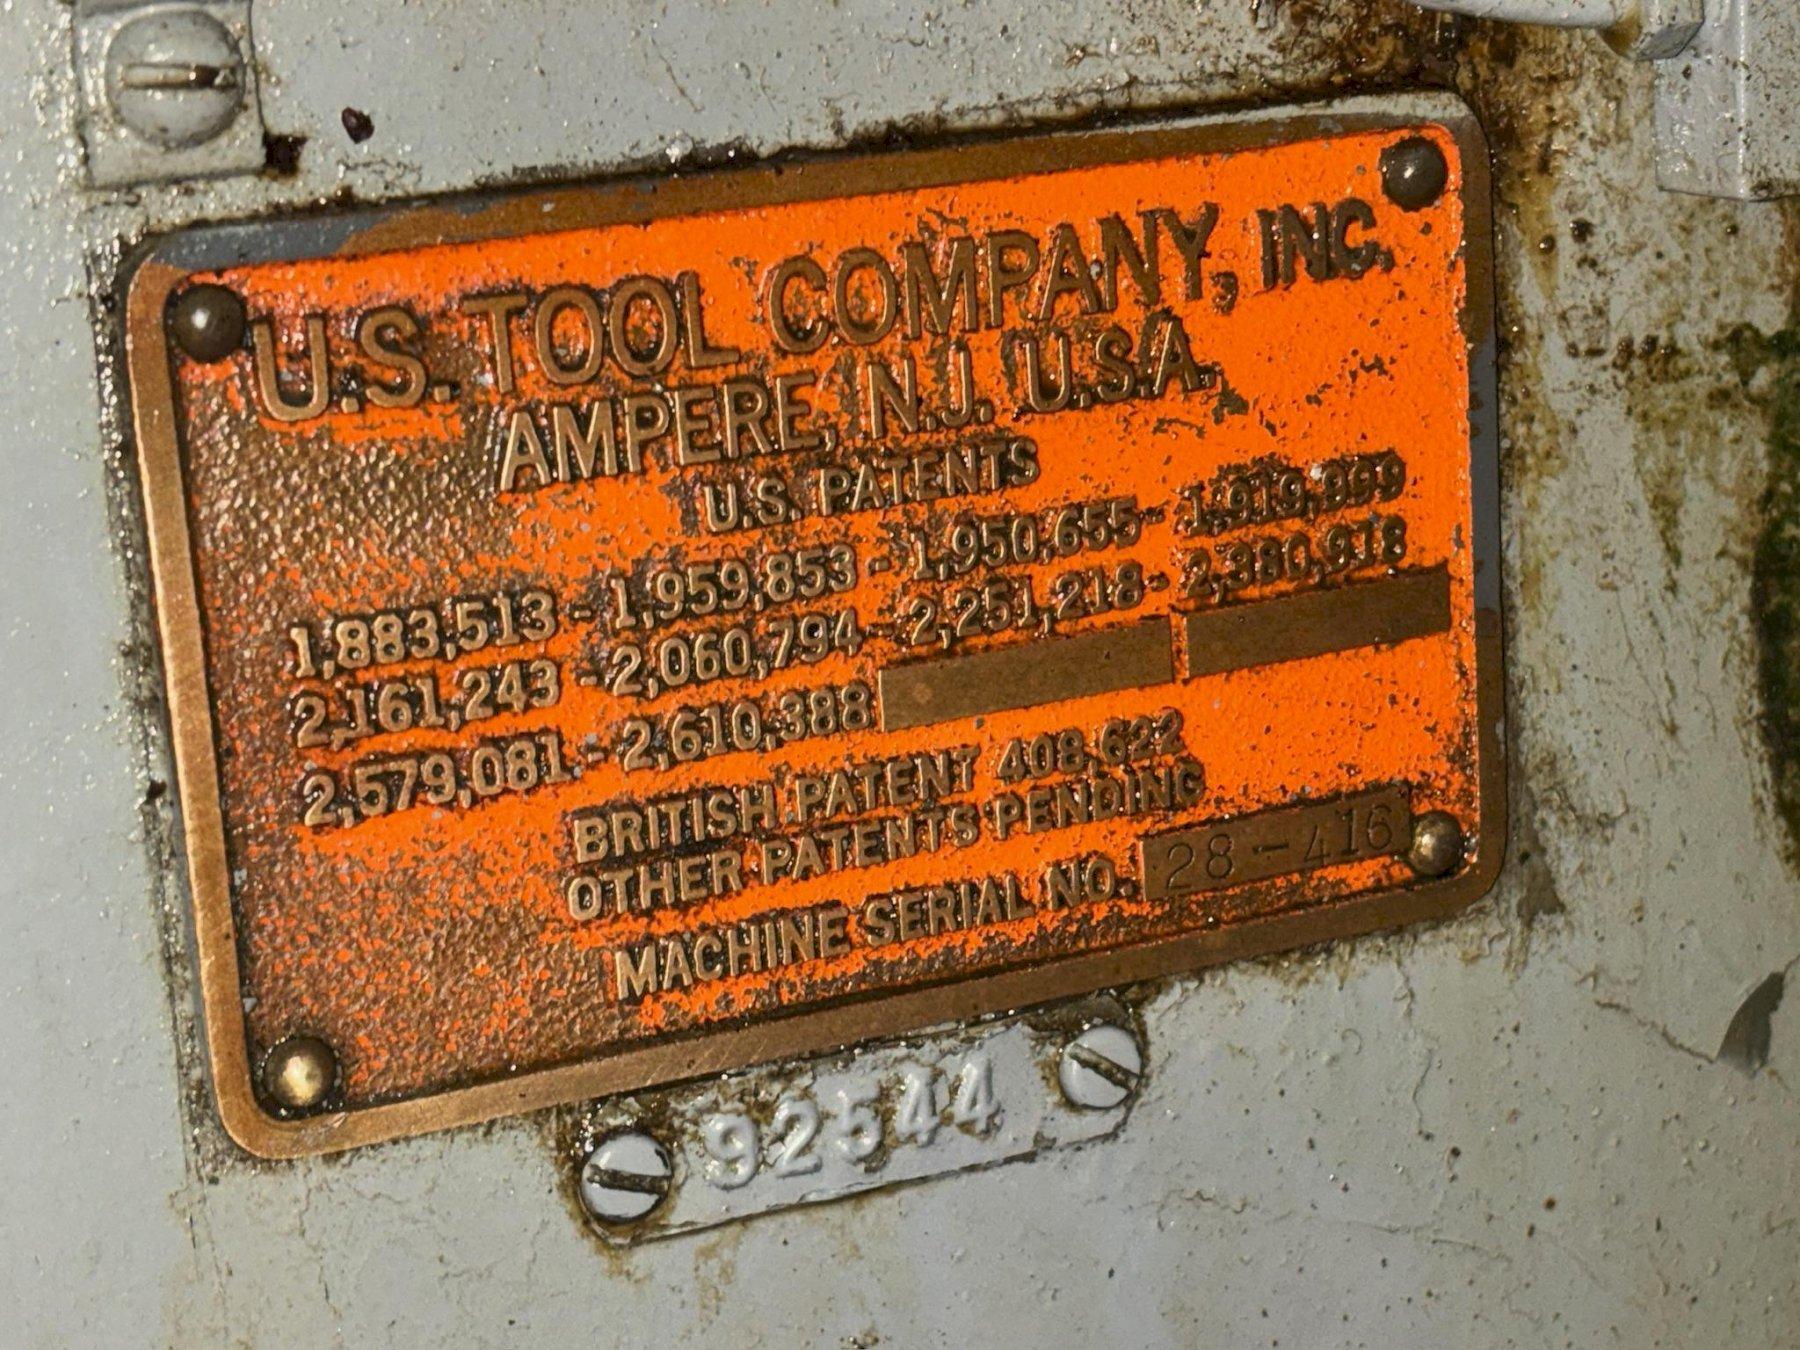 U.S. TOOL COMPANY, INC.
AMPERE, N.J. U.S.A.
U.S. PATENTS
1,883,513 - 1,959,853 - 1,950,655 - 1,919,999
2,161,243 - 2,060,794 - 2,251,218 - 2,380,978
2,579,081 - 2,610,388
BRITISH PATENT 408,622
OTHER PATENTS PENDING
MACHINE SERIAL NO. 28-416
92544